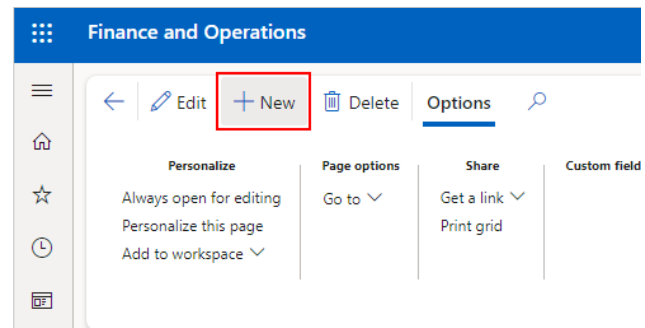 Finance and Operations
Edit New Delete Options
Personalize Page options Share Custom field
Always open for editing Go to Get a link
Personalize this page Print grid
Add to workspace